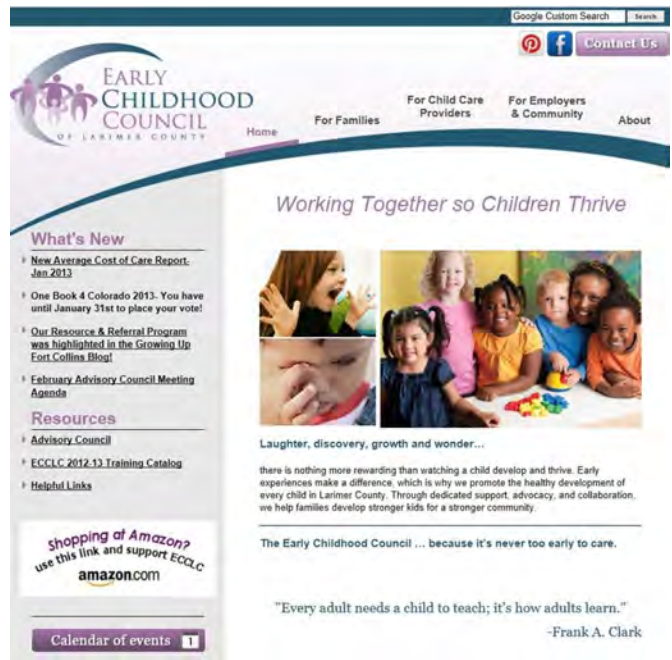 Google Custom Search
Search
Contact Us
EARLY
CHILDHOOD
COUNCIL
OF LARIMER COUNTY
Home
For Families
For Child Care
Providers
For Employers
& Community
About
Working Together so Children Thrive
What's New
New Average Cost of Care Report-
Jan 2013
One Book 4 Colorado 2013- You have
until January 31st to place your vote!
Our Resource & Referral Program
was highlighted in the Growing Up
Fort Collins Blog!
February Advisory Council Meeting
Agenda
Resources
Advisory Council
ECCLC 2012-13 Training Catalog
Helpful Links
Shopping at Amazon?
use this link and support ECCLC
amazon.com
Calendar of events 1
Laughter, discovery, growth and wonder…
there is nothing more rewarding than watching a child develop and thrive. Early
experiences make a difference, which is why we promote the healthy development of
every child in Larimer County. Through dedicated support, advocacy, and collaboration,
we help families develop stronger kids for a stronger community.
The Early Childhood Council … because it's never too early to care.
"Every adult needs a child to teach; it's how adults learn."
-Frank A. Clark